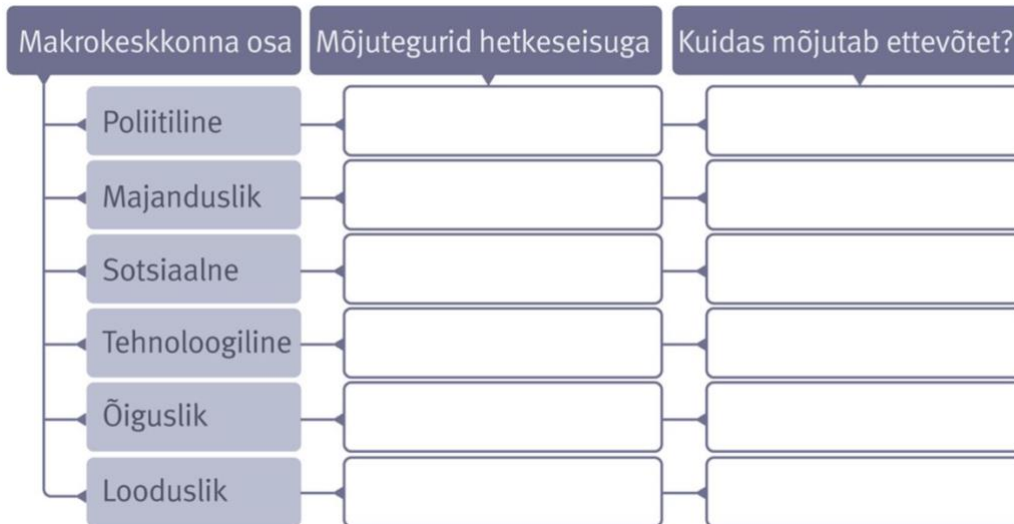 Makrokeskkonna osa
Mõjutegurid hetkeseisuga
Kuidas mõjutab ettevõtet?
Poliitiline
Majanduslik
Sotsiaalne
Tehnoloogiline
Õiguslik
Looduslik